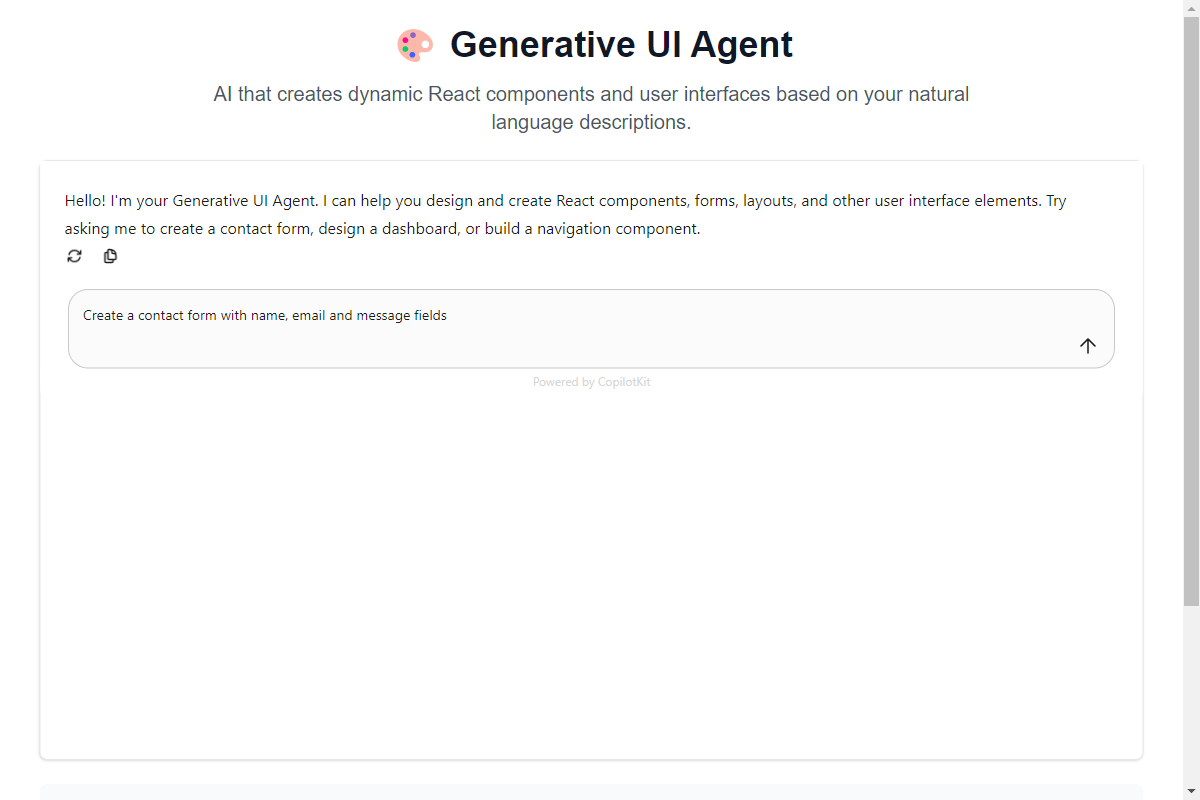 Generative UI Agent
AI that creates dynamic React components and user interfaces based on your natural
language descriptions.
Hello! I'm your Generative UI Agent. I can help you design and create React components, forms, layouts, and other user interface elements. Try
asking me to create a contact form, design a dashboard, or build a navigation component.
Create a contact form with name, email and message fields
Powered by CopilotKit